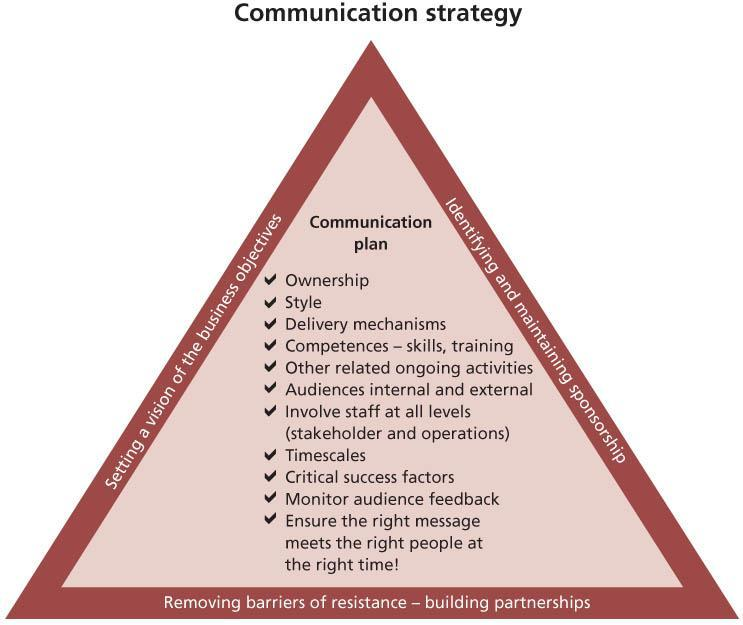 Communication strategy
Setting a vision of the business objectives
Identifying and maintaining sponsorship
Communication
plan
Ownership
Style
Delivery mechanisms
Competences – skills, training
Other related ongoing activities
Audiences internal and external
Involve staff at all levels
(stakeholder and operations)
Timescales
Critical success factors
Monitor audience feedback
Ensure the right message
meets the right people at
the right time!
Removing barriers of resistance – building partnerships